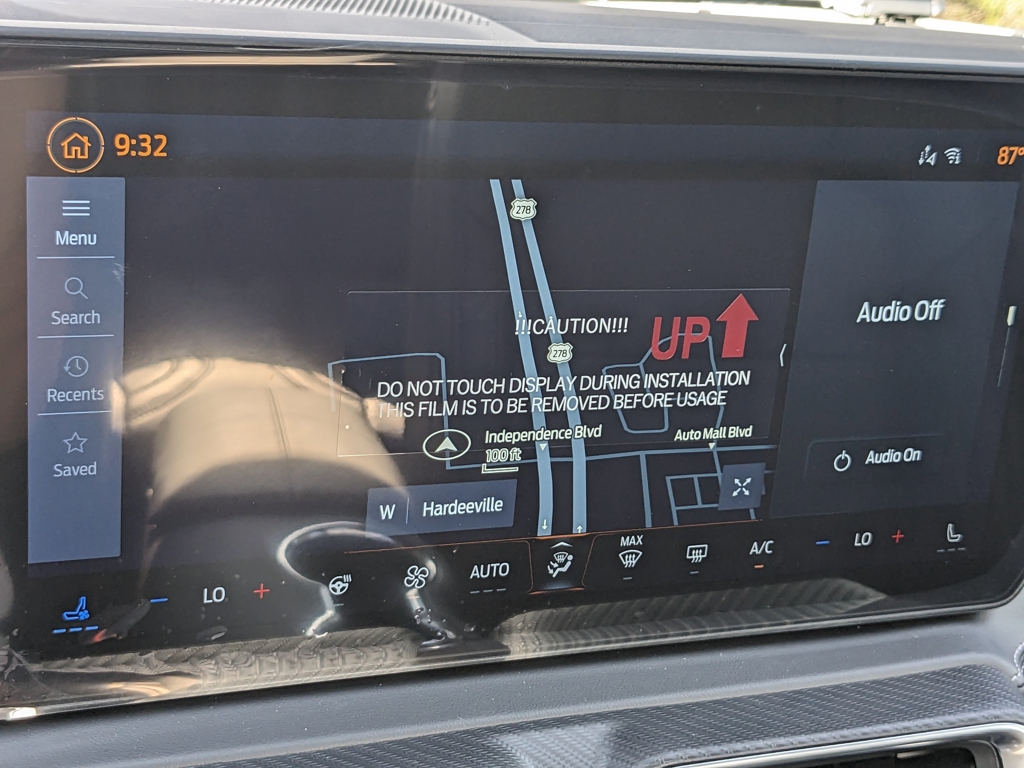 9:32
87°
Menu
Search
Recents
Saved
278
278
!!!CAUTION!!!
UP
DO NOT TOUCH DISPLAY DURING INSTALLATION
THIS FILM IS TO BE REMOVED BEFORE USAGE
Independence Blvd
Auto Mall Blvd
100 ft
W
Hardeeville
Audio Off
Audio On
LO
AUTO
MAX
A/C
LO